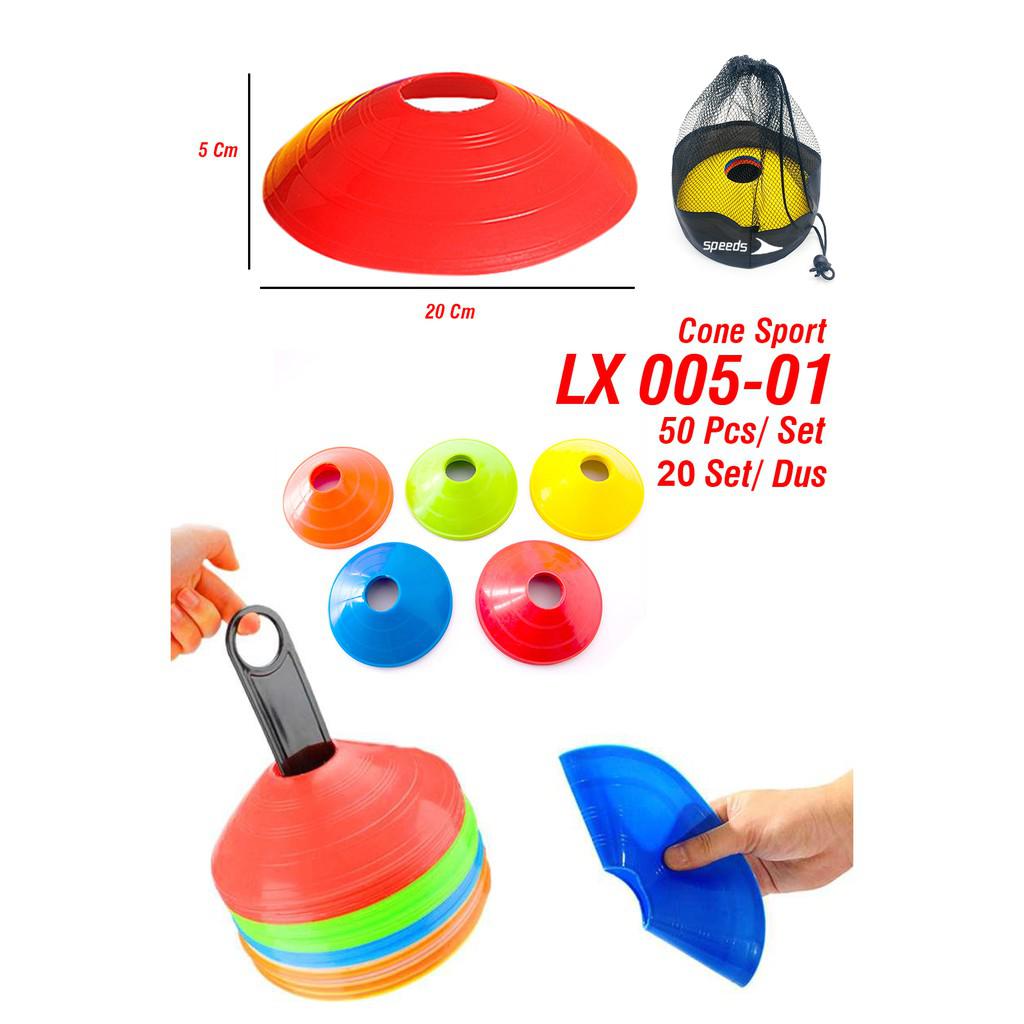 5 Cm
20 Cm
speeds
Cone Sport
LX 005-01
50 Pcs/ Set
20 Set/ Dus